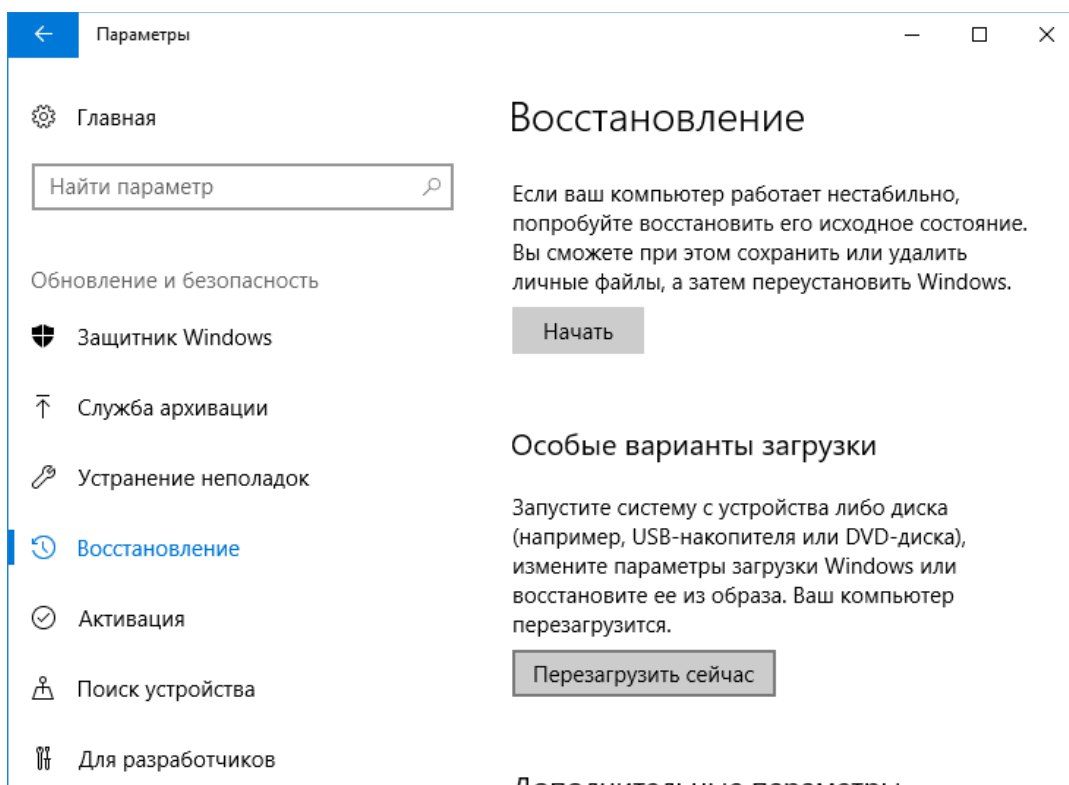 Параметры
Главная
Найти параметр
Обновление и безопасность
Защитник Windows
Служба архивации
Устранение неполадок
Восстановление
Активация
Поиск устройства
Для разработчиков
Восстановление
Если ваш компьютер работает нестабильно,
попробуйте восстановить его исходное состояние.
Вы сможете при этом сохранить или удалить
личные файлы, а затем переустановить Windows.
Начать
Особые варианты загрузки
Запустите систему с устройства либо диска
(например, USB-накопителя или DVD-диска),
измените параметры загрузки Windows или
восстановите ее из образа. Ваш компьютер
перезагрузится.
Перезагрузить сейчас
Дополнительные параметры